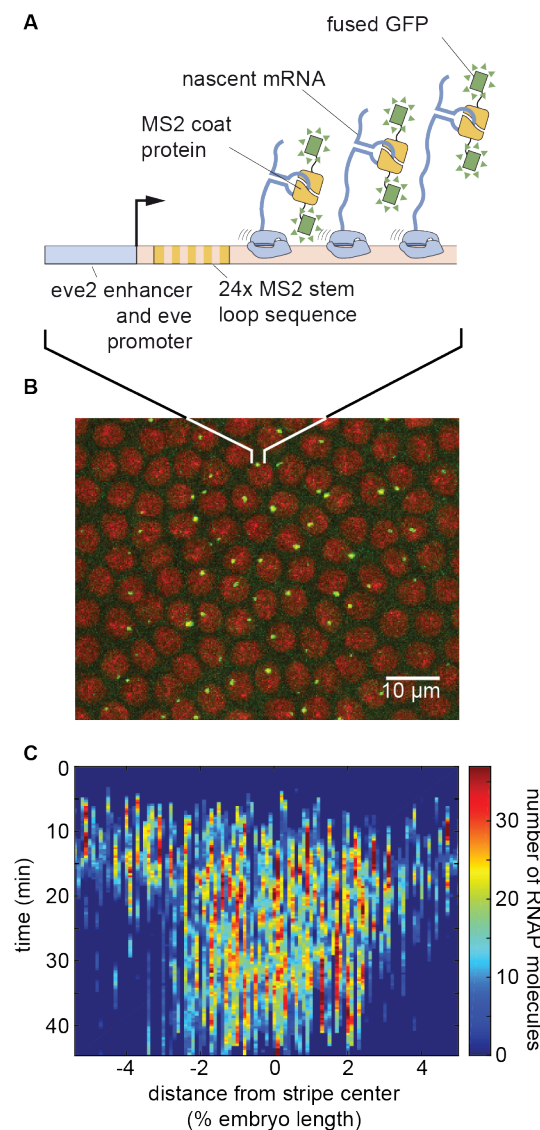 A
fused GFP
nascent mRNA
MS2 coat
protein
eve2 enhancer
and eve
promoter
24x MS2 stem
loop sequence
B
10 µm
C
0
10
20
30
40
time (min)
-4
-2
0
2
4
distance from stripe center
(% embryo length)
30
20
10
0
number of RNAP molecules